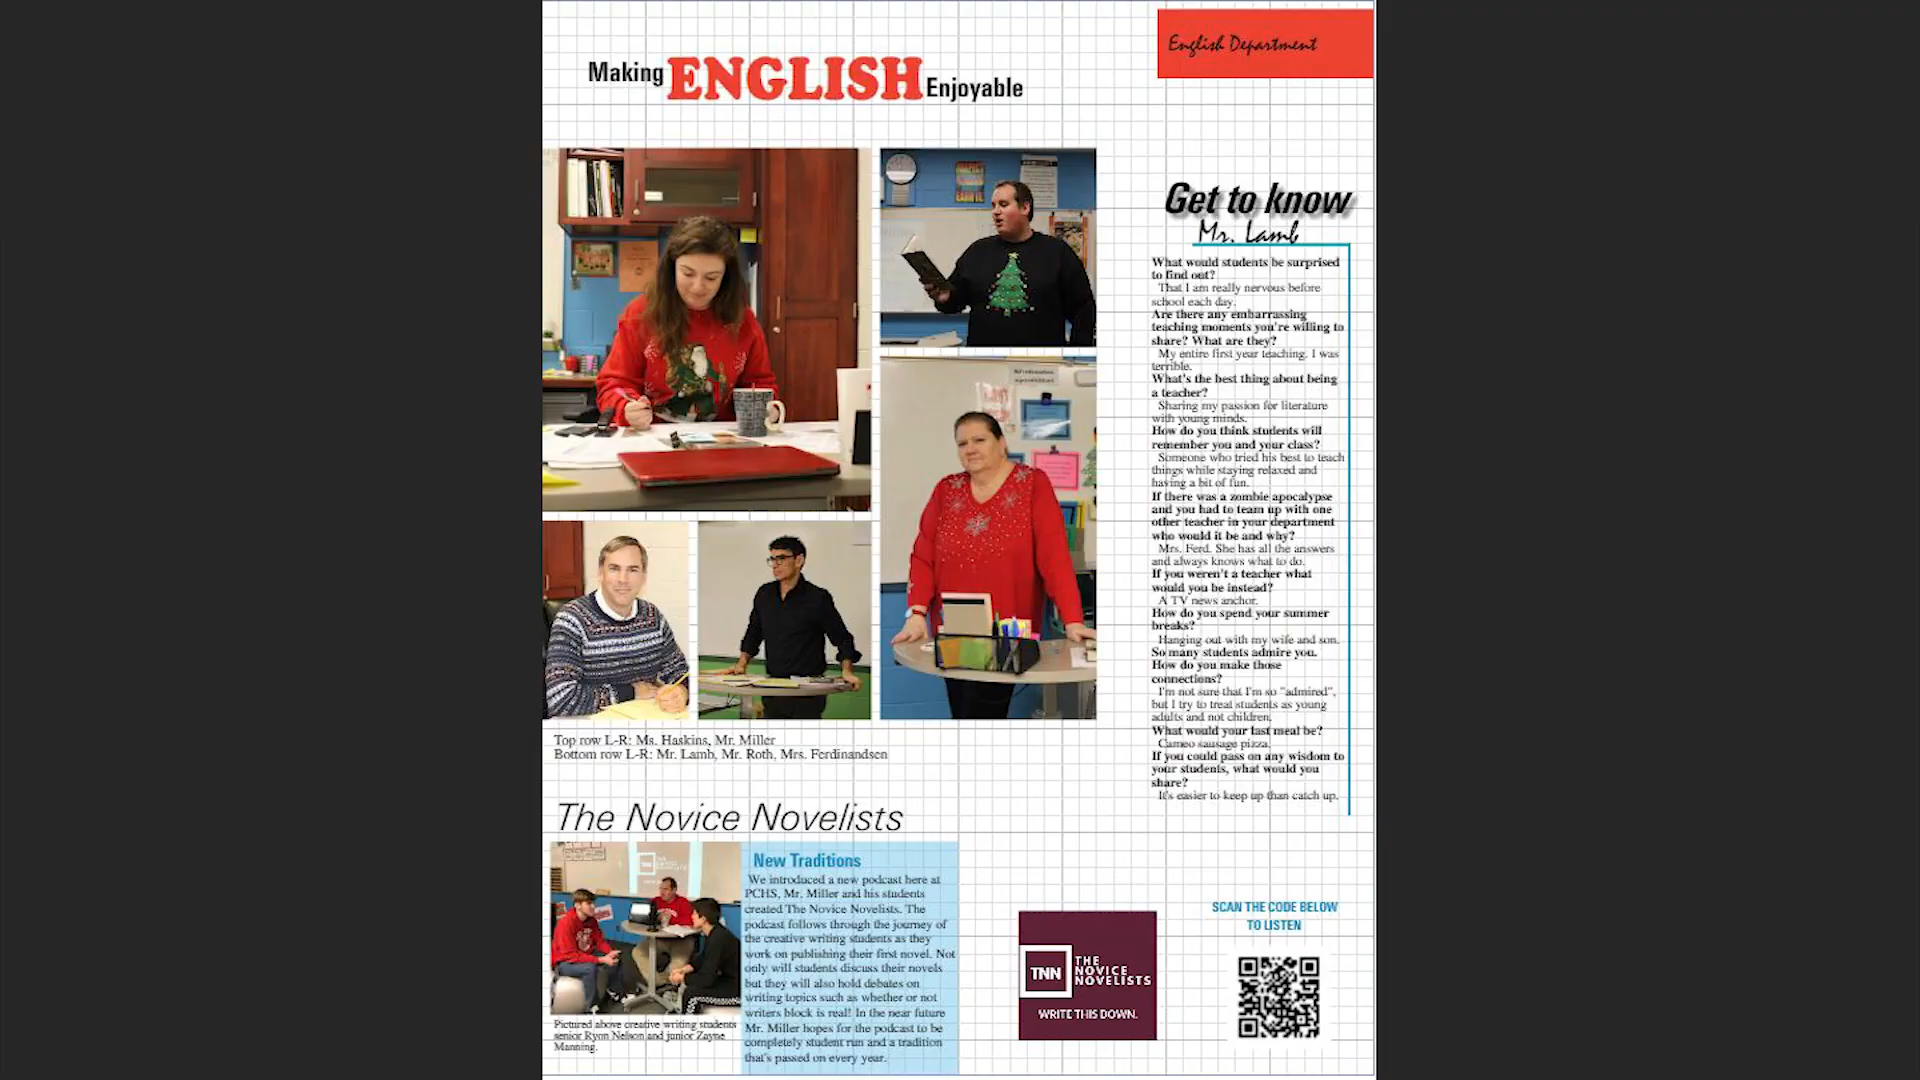 English Department
Making ENGLISH Enjoyable
Get to know
Mr. Lamb
What would students be surprised
to find out?
That I am really nervous before
school each day.
Are there any embarrassing
teaching moments you're willing to
share? What are they?
My entire first year teaching. I was
terrible.
What's the best thing about being
a teacher?
Sharing my passion for literature
with young minds.
How do you think students will
remember you and your class?
Someone who tried his best to teach
things while staying relaxed and
having a bit of fun.
If there was a zombie apocalypse
and you had to team up with one
other teacher in your department
who would it be and why?
Mrs. Ferd. She has all the answers
and always knows what to do.
If you weren't a teacher what
would you be instead?
A TV news anchor.
How do you spend your summer
breaks?
Hanging out with my wife and son.
So many students admire you.
How do you make those
connections?
I'm not sure that I'm so "admired",
but I try to treat students as young
adults and not children.
What would your last meal be?
Cameo sausage pizza.
If you could pass on any wisdom to
your students, what would you
share?
It's easier to keep up than catch up.
Top row L-R: Ms. Haskins, Mr. Miller
Bottom row L-R: Mr. Lamb, Mr. Roth, Mrs. Ferdinandsen
The Novice Novelists
New Traditions
We introduced a new podcast here at
PCHS, Mr. Miller and his students
created The Novice Novelists. The
podcast follows through the journey of
the creative writing students as they
work on publishing their first novel. Not
only will students discuss their novels
but they will also hold debates on
writing topics such as whether or not
writers block is real! In the near future
Mr. Miller hopes for the podcast to be
completely student run and a tradition
that's passed on every year.
Pictured above creative writing students
senior Ryon Nelson and junior Zayne
Manning.
TNN
THE
NOVICE
NOVELISTS
WRITE THIS DOWN.
SCAN THE CODE BELOW
TO LISTEN